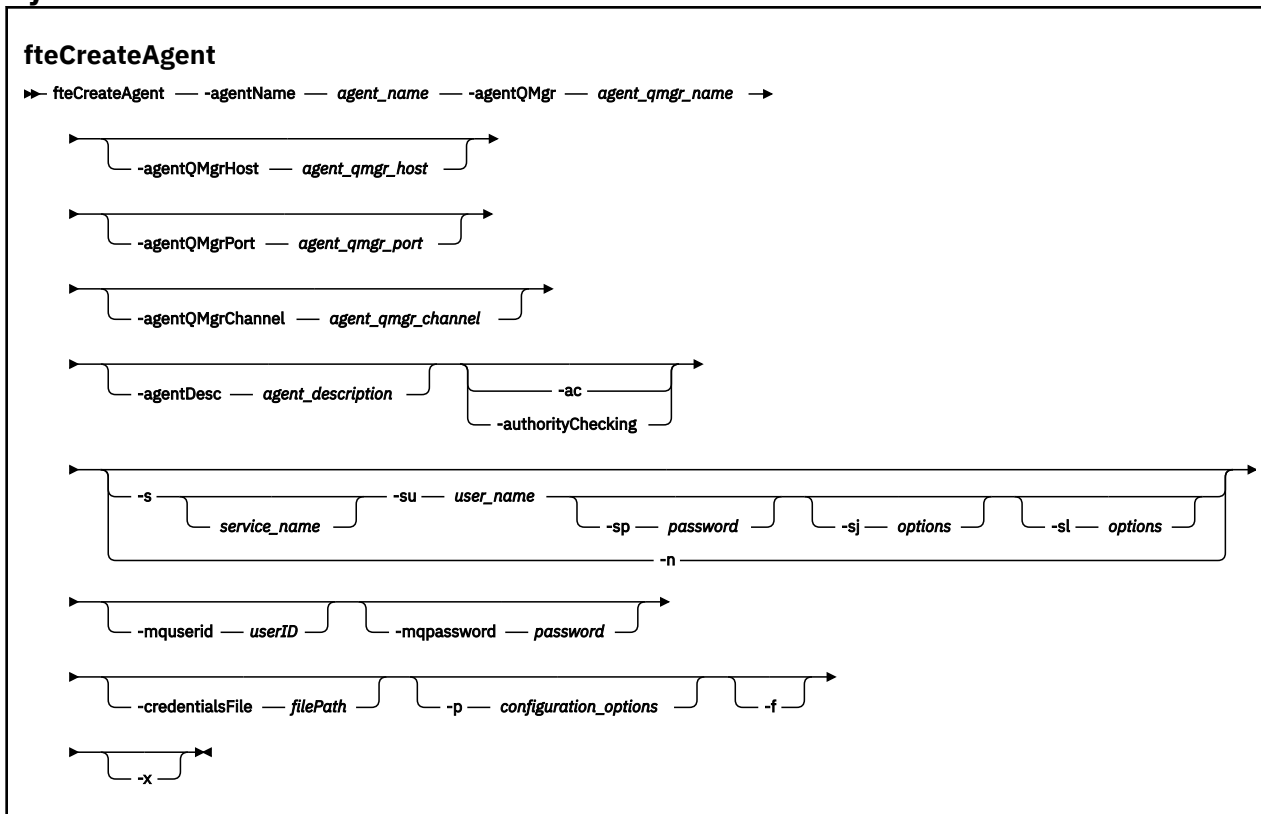 fteCreateAgent
fteCreateAgent — -agentName — agent_name — -agentQMgr — agent_qmgr_name
-agentQMgrHost — agent_qmgr_host
-agentQMgrPort — agent_qmgr_port
-agentQMgrChannel — agent_qmgr_channel
-agentDesc — agent_description
-ac
-authorityChecking
-s
service_name
-su — user_name
-sp — password
-sj — options
-sl — options
-n
-mquserid — userID
-mqpassword — password
-credentialsFile — filePath
-p — configuration_options
-f
-x